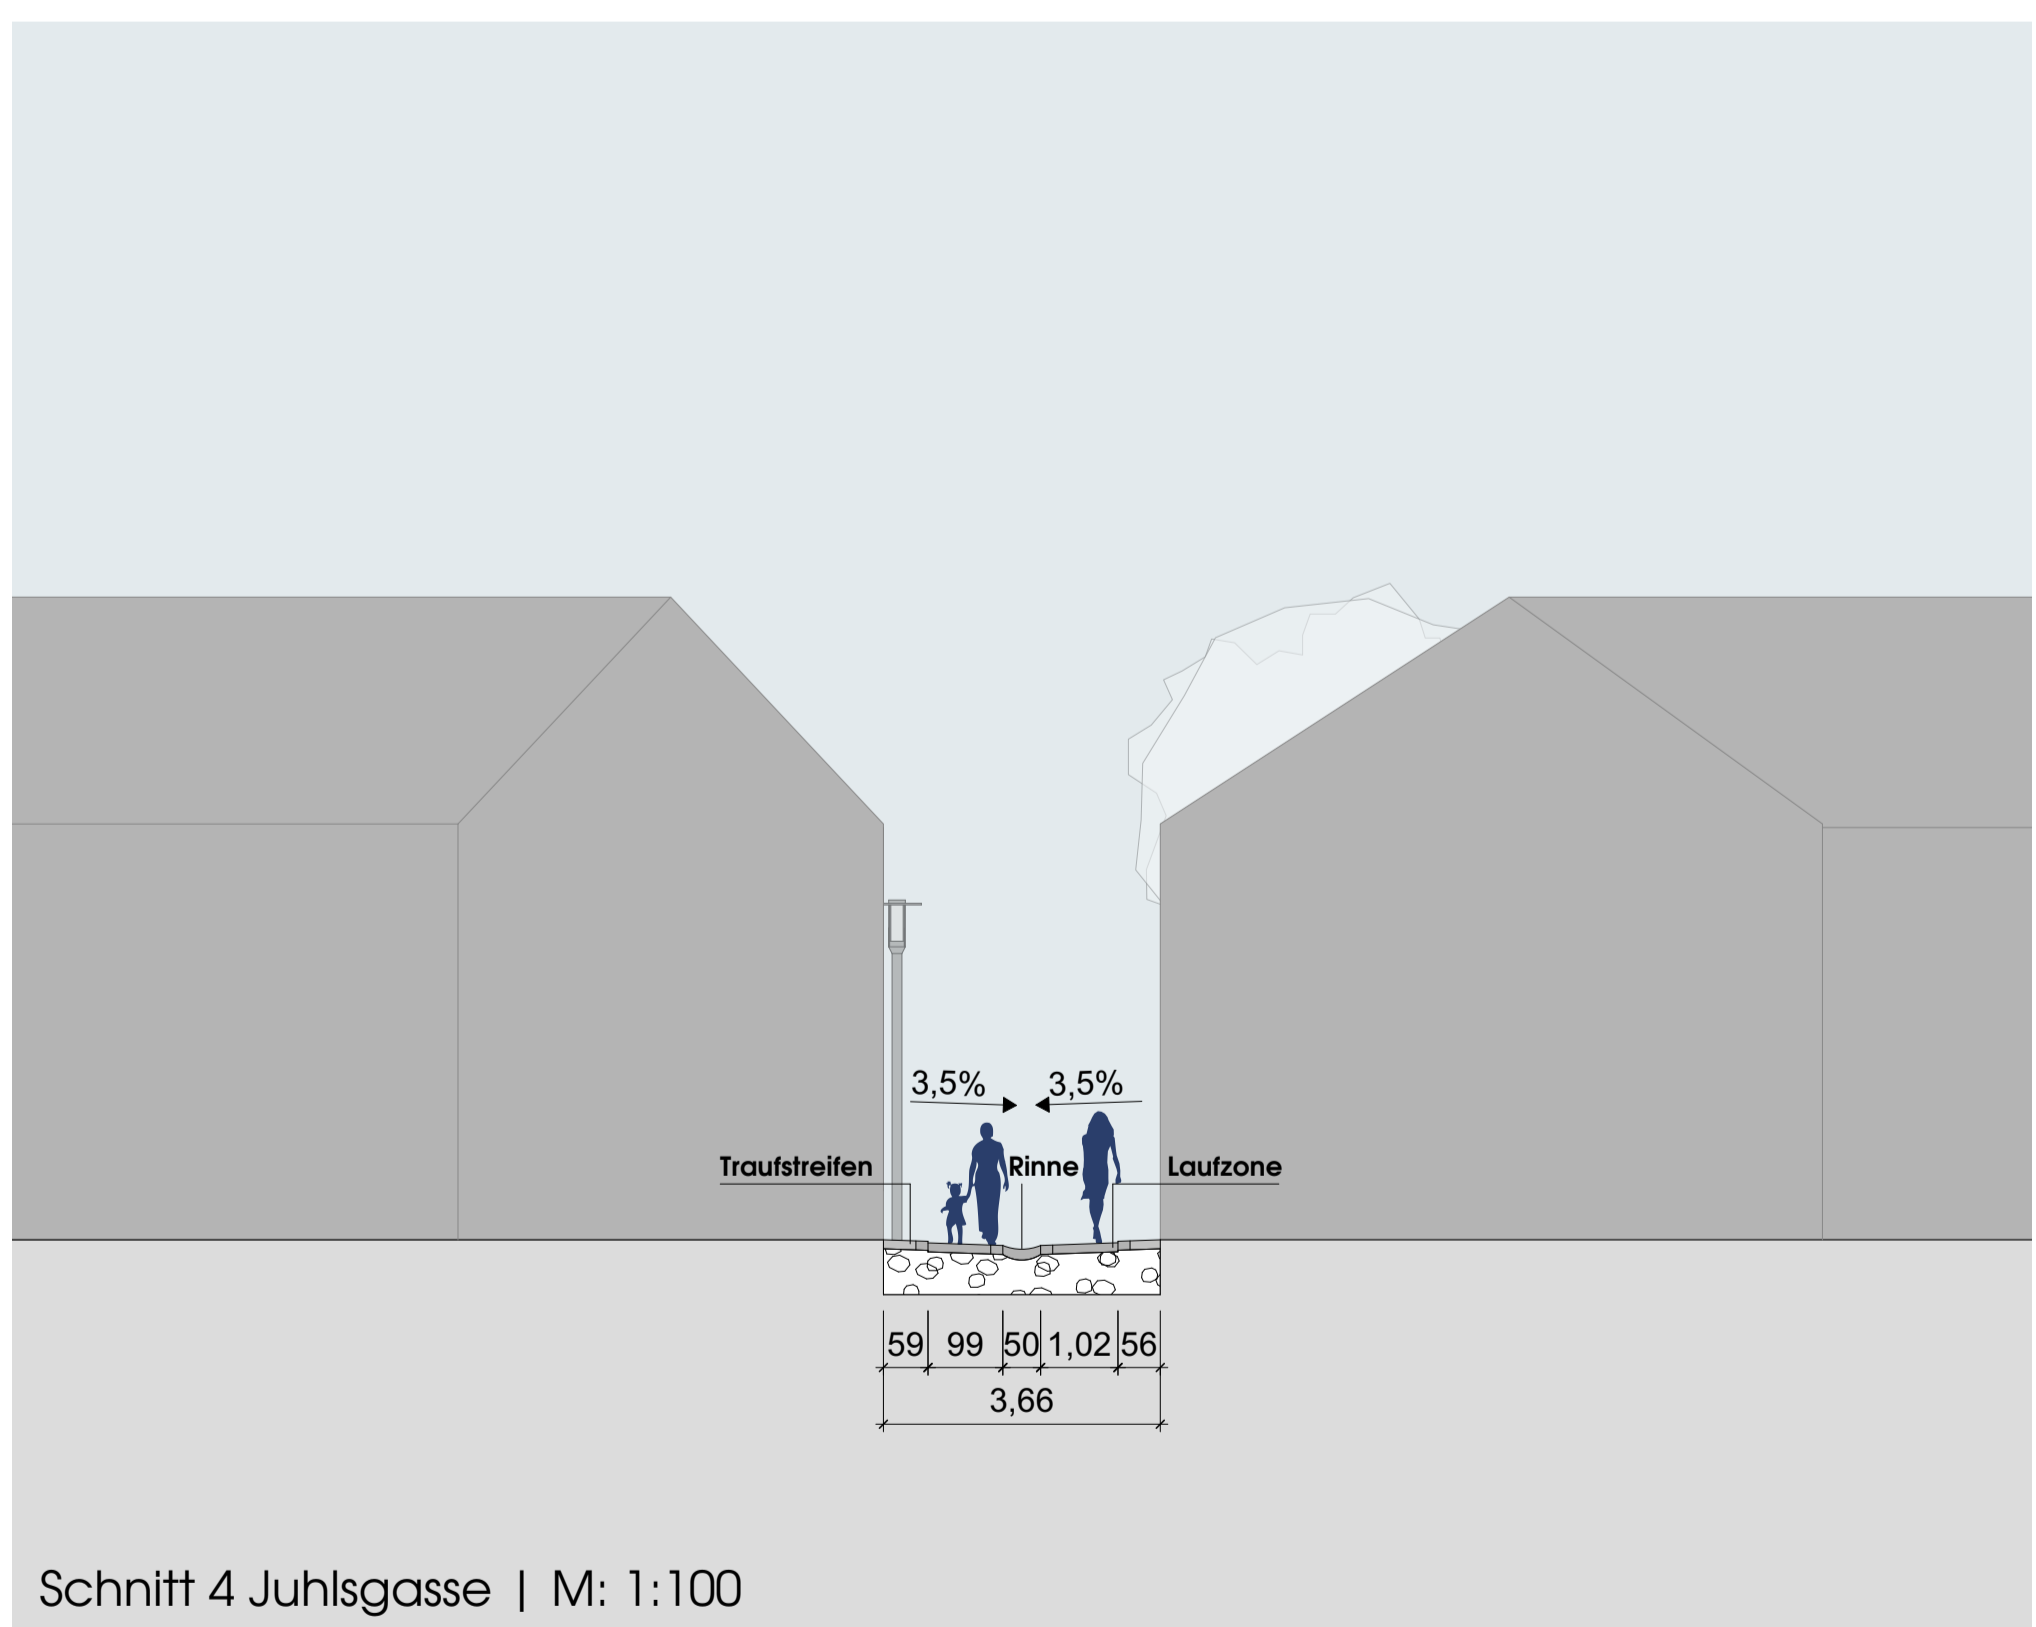 3,5% 3,5%
Traufstreifen Rinne Laufzone
59 99 50 1,02 56
3,66
Schnitt 4 Juhlsgasse | M: 1:100